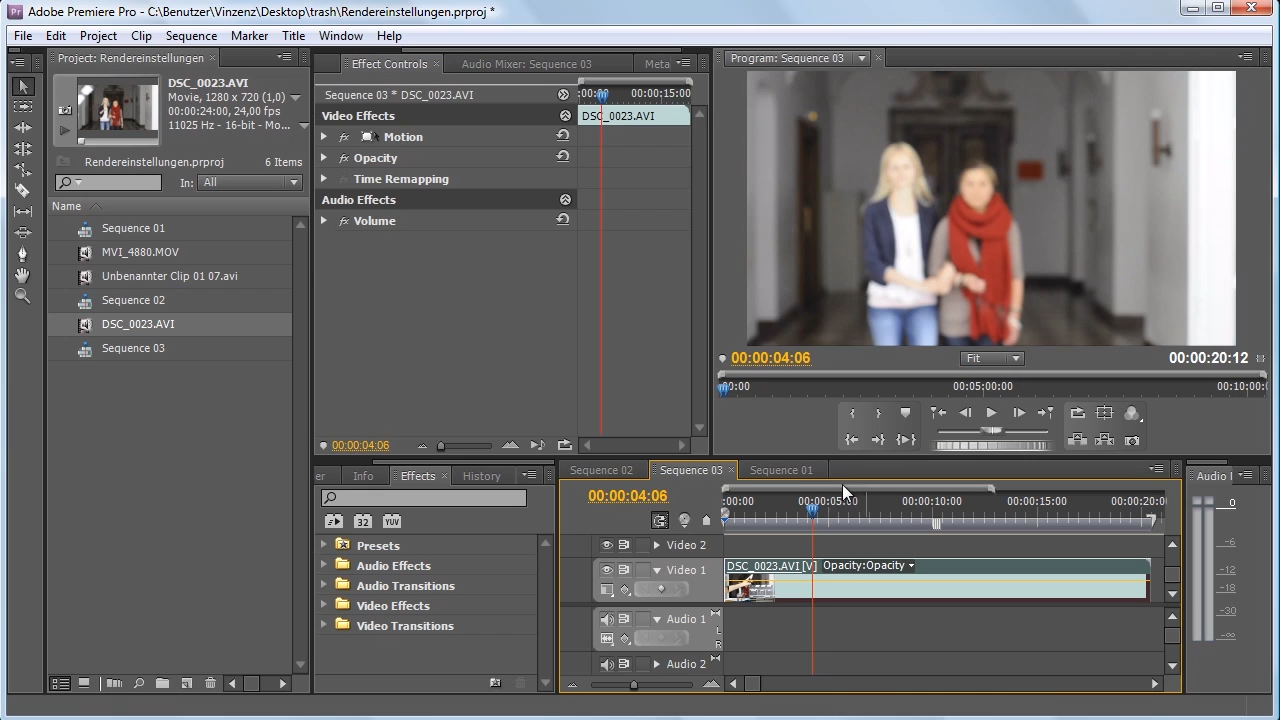 Adobe Premiere Pro - C:\Benutzer\Vinzenz\Desktop\trash\Rendereinstellungen.prproj *
File Edit Project Clip Sequence Marker Title Window Help
Project: Rendereinstellungen
DSC_0023.AVI
Movie, 1280 x 720 (1,0)
00:00:24:00, 24,00 fps
11025 Hz - 16-bit - Mo...
Rendereinstellungen.prproj 6 Items
In: All
Name
Sequence 01
MVI_4880.MOV
Unbenannter Clip 01 07.avi
Sequence 02
DSC_0023.AVI
Sequence 03
Effect Controls Audio Mixer: Sequence 03 Meta
Sequence 03 * DSC_0023.AVI
:00:00 00:00:15:00
Video Effects
DSC_0023.AVI
fx Motion
fx Opacity
Time Remapping
Audio Effects
fx Volume
00:00:04:06
Program: Sequence 03
00:00:04:06 Fit 00:00:20:12
00:00 00:05:00:00 00:10:00:
er Info Effects History
32 YUV
Presets
Audio Effects
Audio Transitions
Video Effects
Video Transitions
Sequence 02 Sequence 03 Sequence 01
00:00:04:06
:00:00 00:00:05:00 00:00:10:00 00:00:15:00 00:00:20:0
Video 2
Video 1
DSC_0023.AVI [V] Opacity:Opacity
Audio 1
L
R
Audio 2
Audio
0
-6
-12
-18
-30
-∞